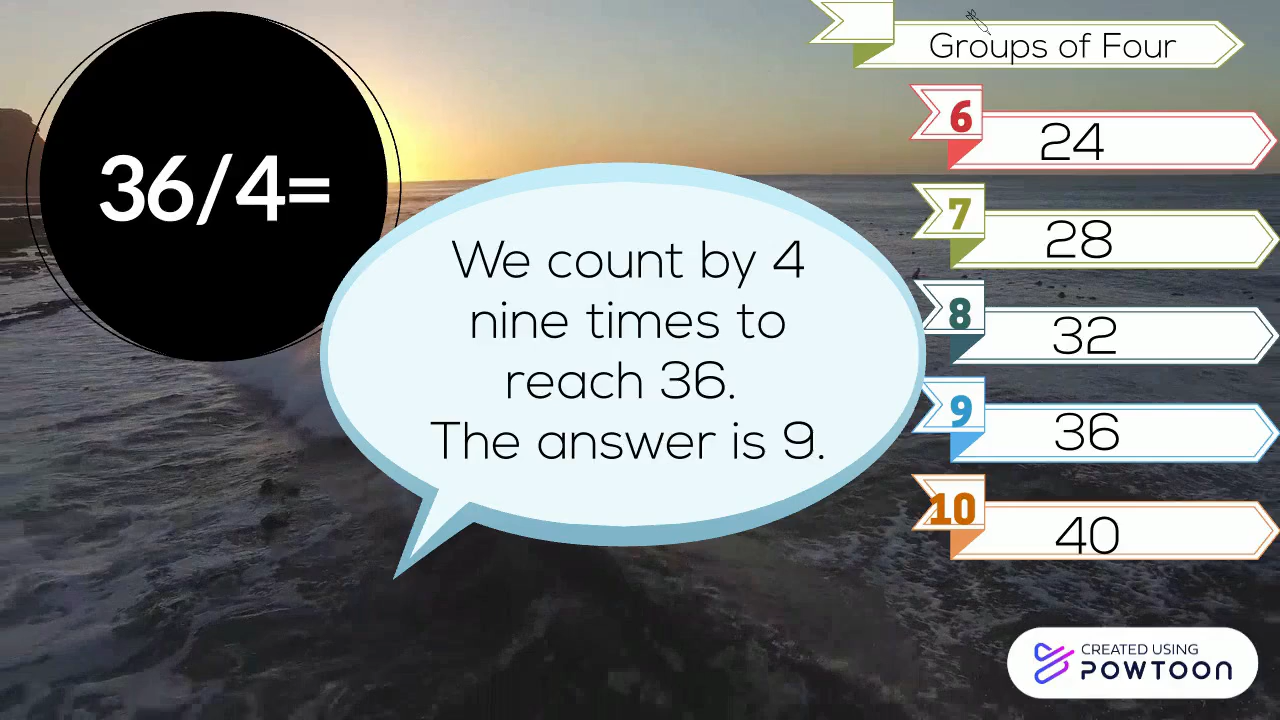 36/4=
We count by 4
nine times to
reach 36.
The answer is 9.
Groups of Four
6 24
7 28
8 32
9 36
10 40
CREATED USING
POWTOON